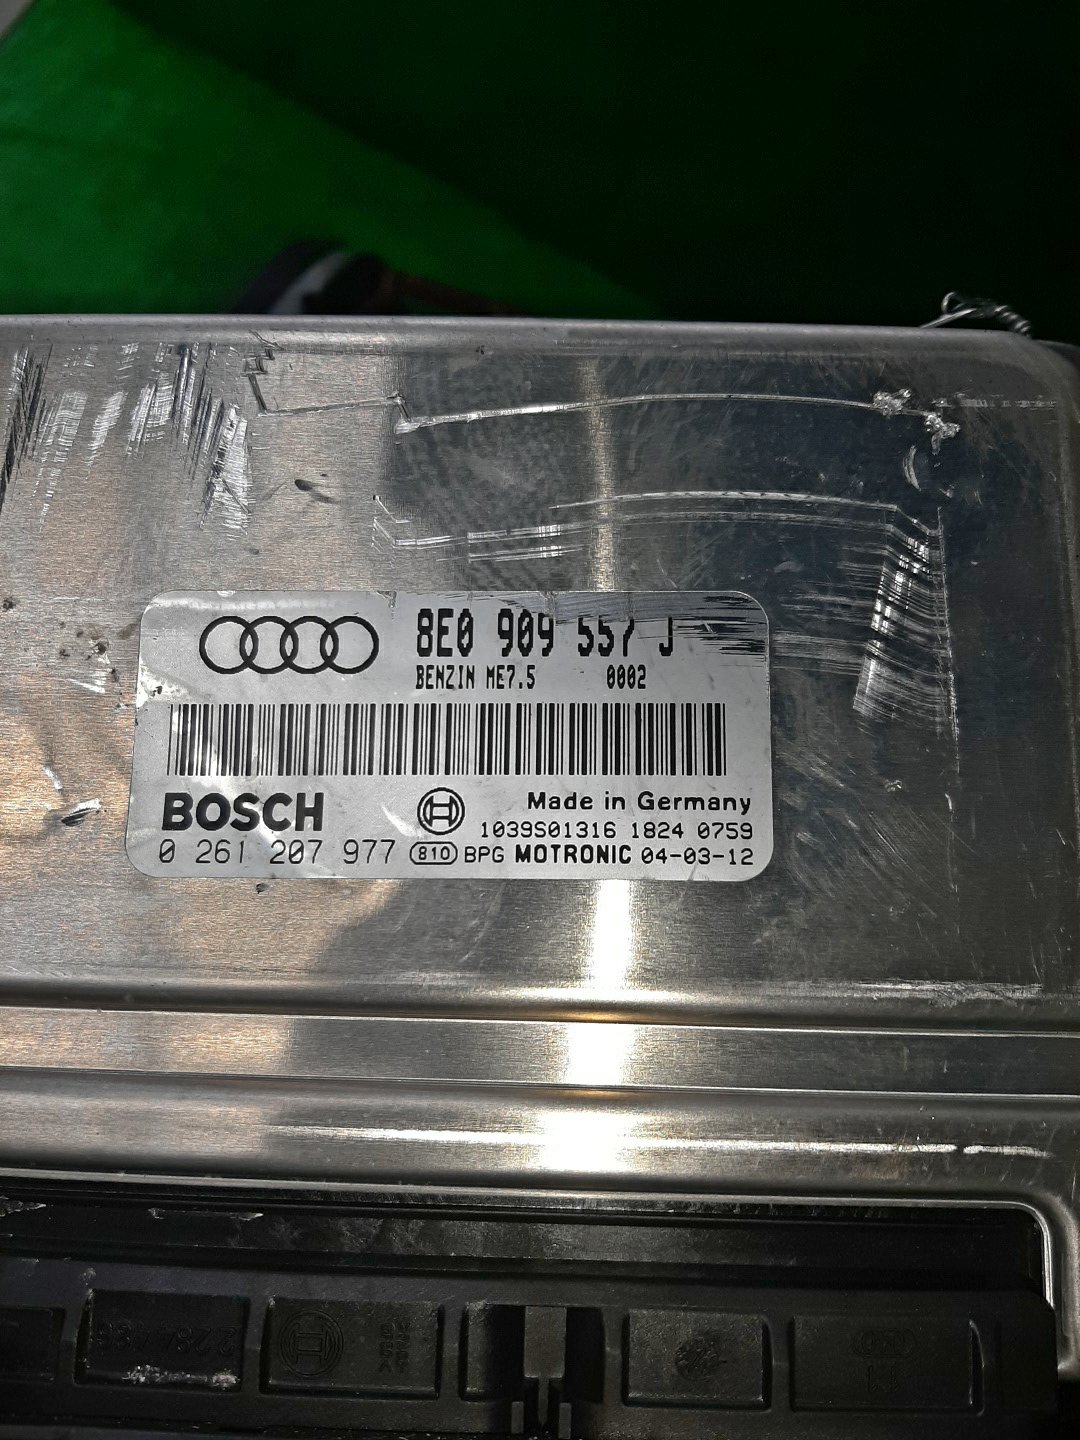 8E0 909 557 J
BENZIN ME7.5 0002
BOSCH
Made in Germany
1039S01316 1824 0759
0 261 207 977 810 BPG MOTRONIC 04-03-12